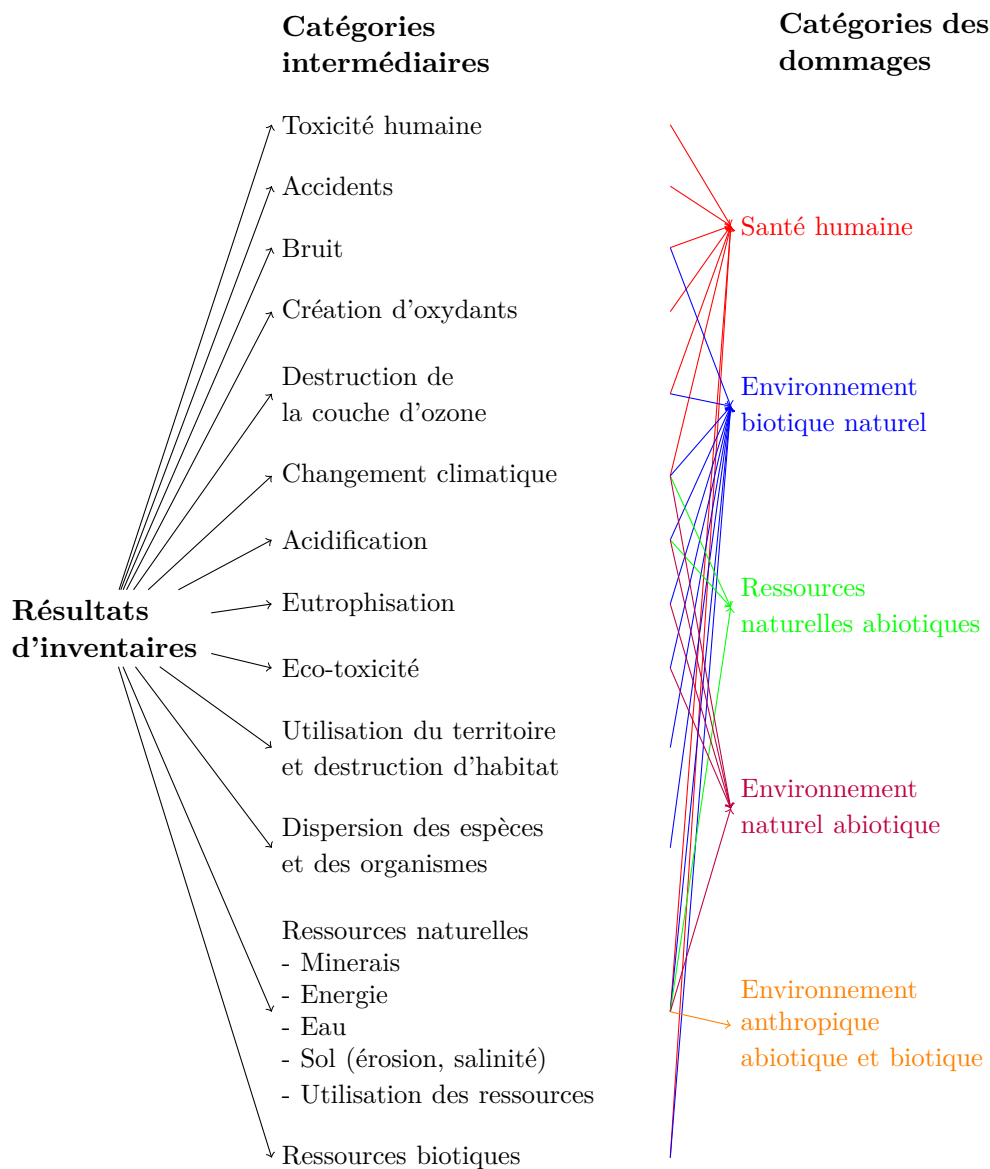 Catégories
intermédiaires
Catégories des
dommages
Toxicité humaine
Accidents
Bruit
Création d'oxydants
Destruction de
la couche d'ozone
Changement climatique
Acidification
Eutrophisation
Eco-toxicité
Utilisation du territoire
et destruction d'habitat
Dispersion des espèces
et des organismes
Ressources naturelles
- Minerais
- Energie
- Eau
- Sol (érosion, salinité)
- Utilisation des ressources
Ressources biotiques
Résultats
d'inventaires
Santé humaine
Environnement
biotique naturel
Ressources
naturelles abiotiques
Environnement
naturel abiotique
Environnement
anthropique
abiotique et biotique